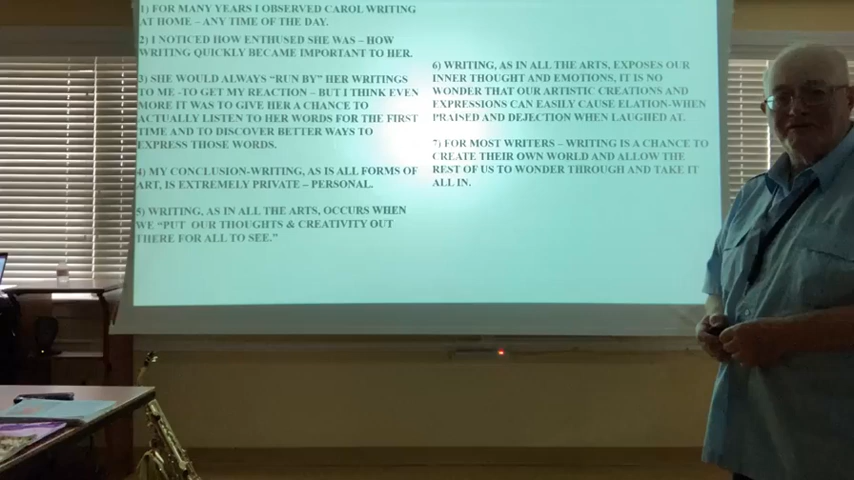 1) FOR MANY YEARS I OBSERVED CAROL WRITING
AT HOME – ANY TIME OF THE DAY.
2) I NOTICED HOW ENTHUSED SHE WAS – HOW
WRITING QUICKLY BECAME IMPORTANT TO HER.
3) SHE WOULD ALWAYS “RUN BY” HER WRITINGS
TO ME -TO GET MY REACTION – BUT I THINK EVEN
MORE IT WAS TO GIVE HER A CHANCE TO
ACTUALLY LISTEN TO HER WORDS FOR THE FIRST
TIME AND TO DISCOVER BETTER WAYS TO
EXPRESS THOSE WORDS.
4) MY CONCLUSION-WRITING, AS IS ALL FORMS OF
ART, IS EXTREMELY PRIVATE – PERSONAL.
5) WRITING, AS IN ALL THE ARTS, OCCURS WHEN
WE “PUT OUR THOUGHTS & CREATIVITY OUT
THERE FOR ALL TO SEE.”
6) WRITING, AS IN ALL THE ARTS, EXPOSES OUR
INNER THOUGHT AND EMOTIONS, IT IS NO
WONDER THAT OUR ARTISTIC CREATIONS AND
EXPRESSIONS CAN EASILY CAUSE ELATION-WHEN
PRAISED AND DEJECTION WHEN LAUGHED AT.
7) FOR MOST WRITERS – WRITING IS A CHANCE TO
CREATE THEIR OWN WORLD AND ALLOW THE
REST OF US TO WONDER THROUGH AND TAKE IT
ALL IN.